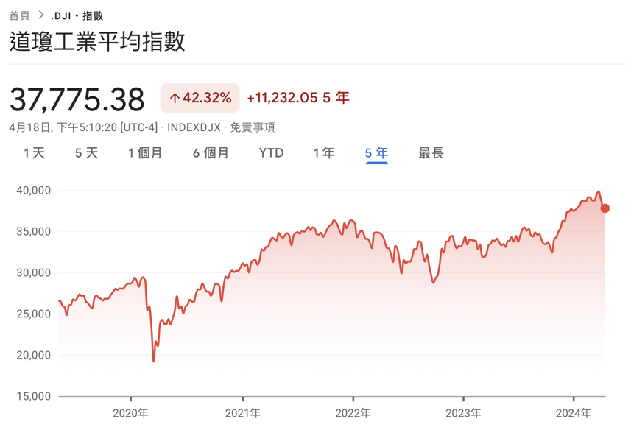 首頁 > .DJI • 指數
道瓊工業平均指數
37,775.38 ↑42.32% +11,232.05 5 年
4月18日, 下午5:10:20 [UTC-4] · INDEXDJX · 免責事項
1 天 5 天 1 個月 6 個月 YTD 1 年 5 年 最長
40,000
35,000
30,000
25,000
20,000
15,000
2020年 2021年 2022年 2023年 2024年